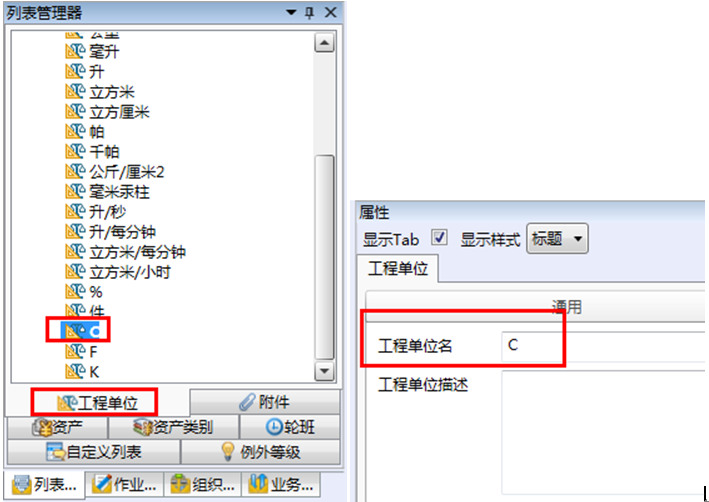 列表管理器
公里
毫升
升
立方米
立方厘米
帕
千帕
公斤/厘米2
毫米汞柱
升/秒
升/每分钟
立方米/每分钟
立方米/小时
%
件
C
F
K
工程单位 附件
资产 资产类别 轮班
自定义列表 例外等级
列表... 作业... 组织... 业务...
属性
显示Tab 显示样式 标题
工程单位
通用
工程单位名 C
工程单位描述